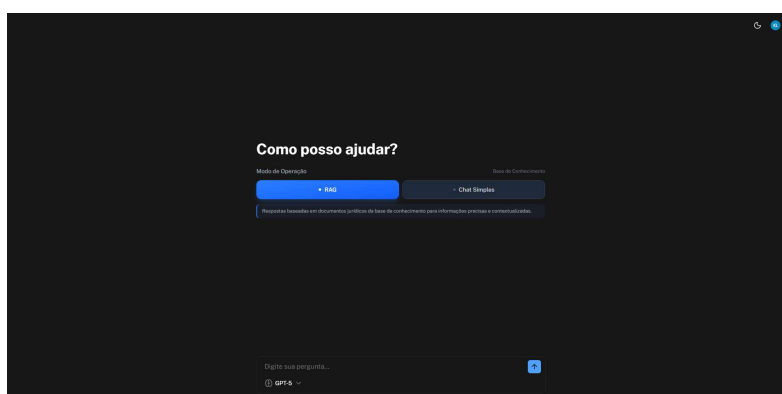 Como posso ajudar?
Modo de Operação
Base de Conhecimento
RAG
Chat Simples
Respostas baseadas em documentos jurídicos da base de conhecimento para informações precisas e contextualizadas.
Digite sua pergunta...
GPT-5